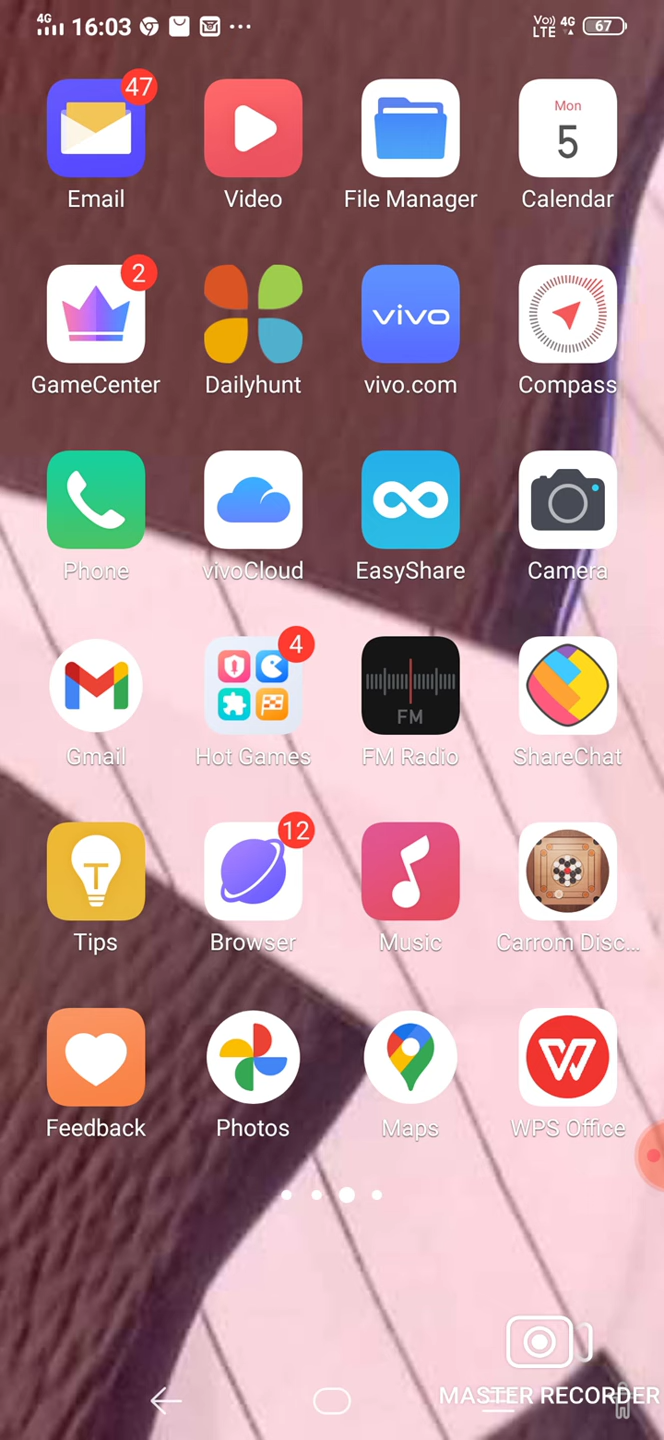 4G 16:03 Vo)) LTE 4G 67
47
Email Video File Manager Mon 5 Calendar
2
GameCenter Dailyhunt vivo vivo.com Compass
Phone vivoCloud EasyShare Camera
4
FM
Gmail Hot Games FM Radio ShareChat
T 12
Tips Browser Music Carrom Disc...
W
Feedback Photos Maps WPS Office
MASTER RECORDER